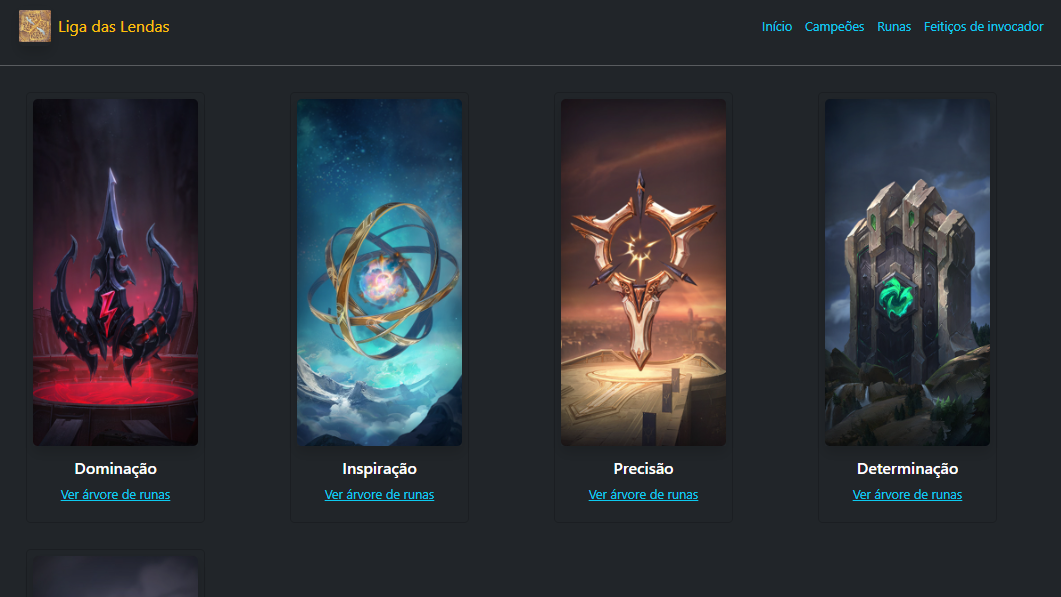 Liga das Lendas
Início Campeões Runas Feitiços de invocador
Dominação
Ver árvore de runas
Inspiração
Ver árvore de runas
Precisão
Ver árvore de runas
Determinação
Ver árvore de runas